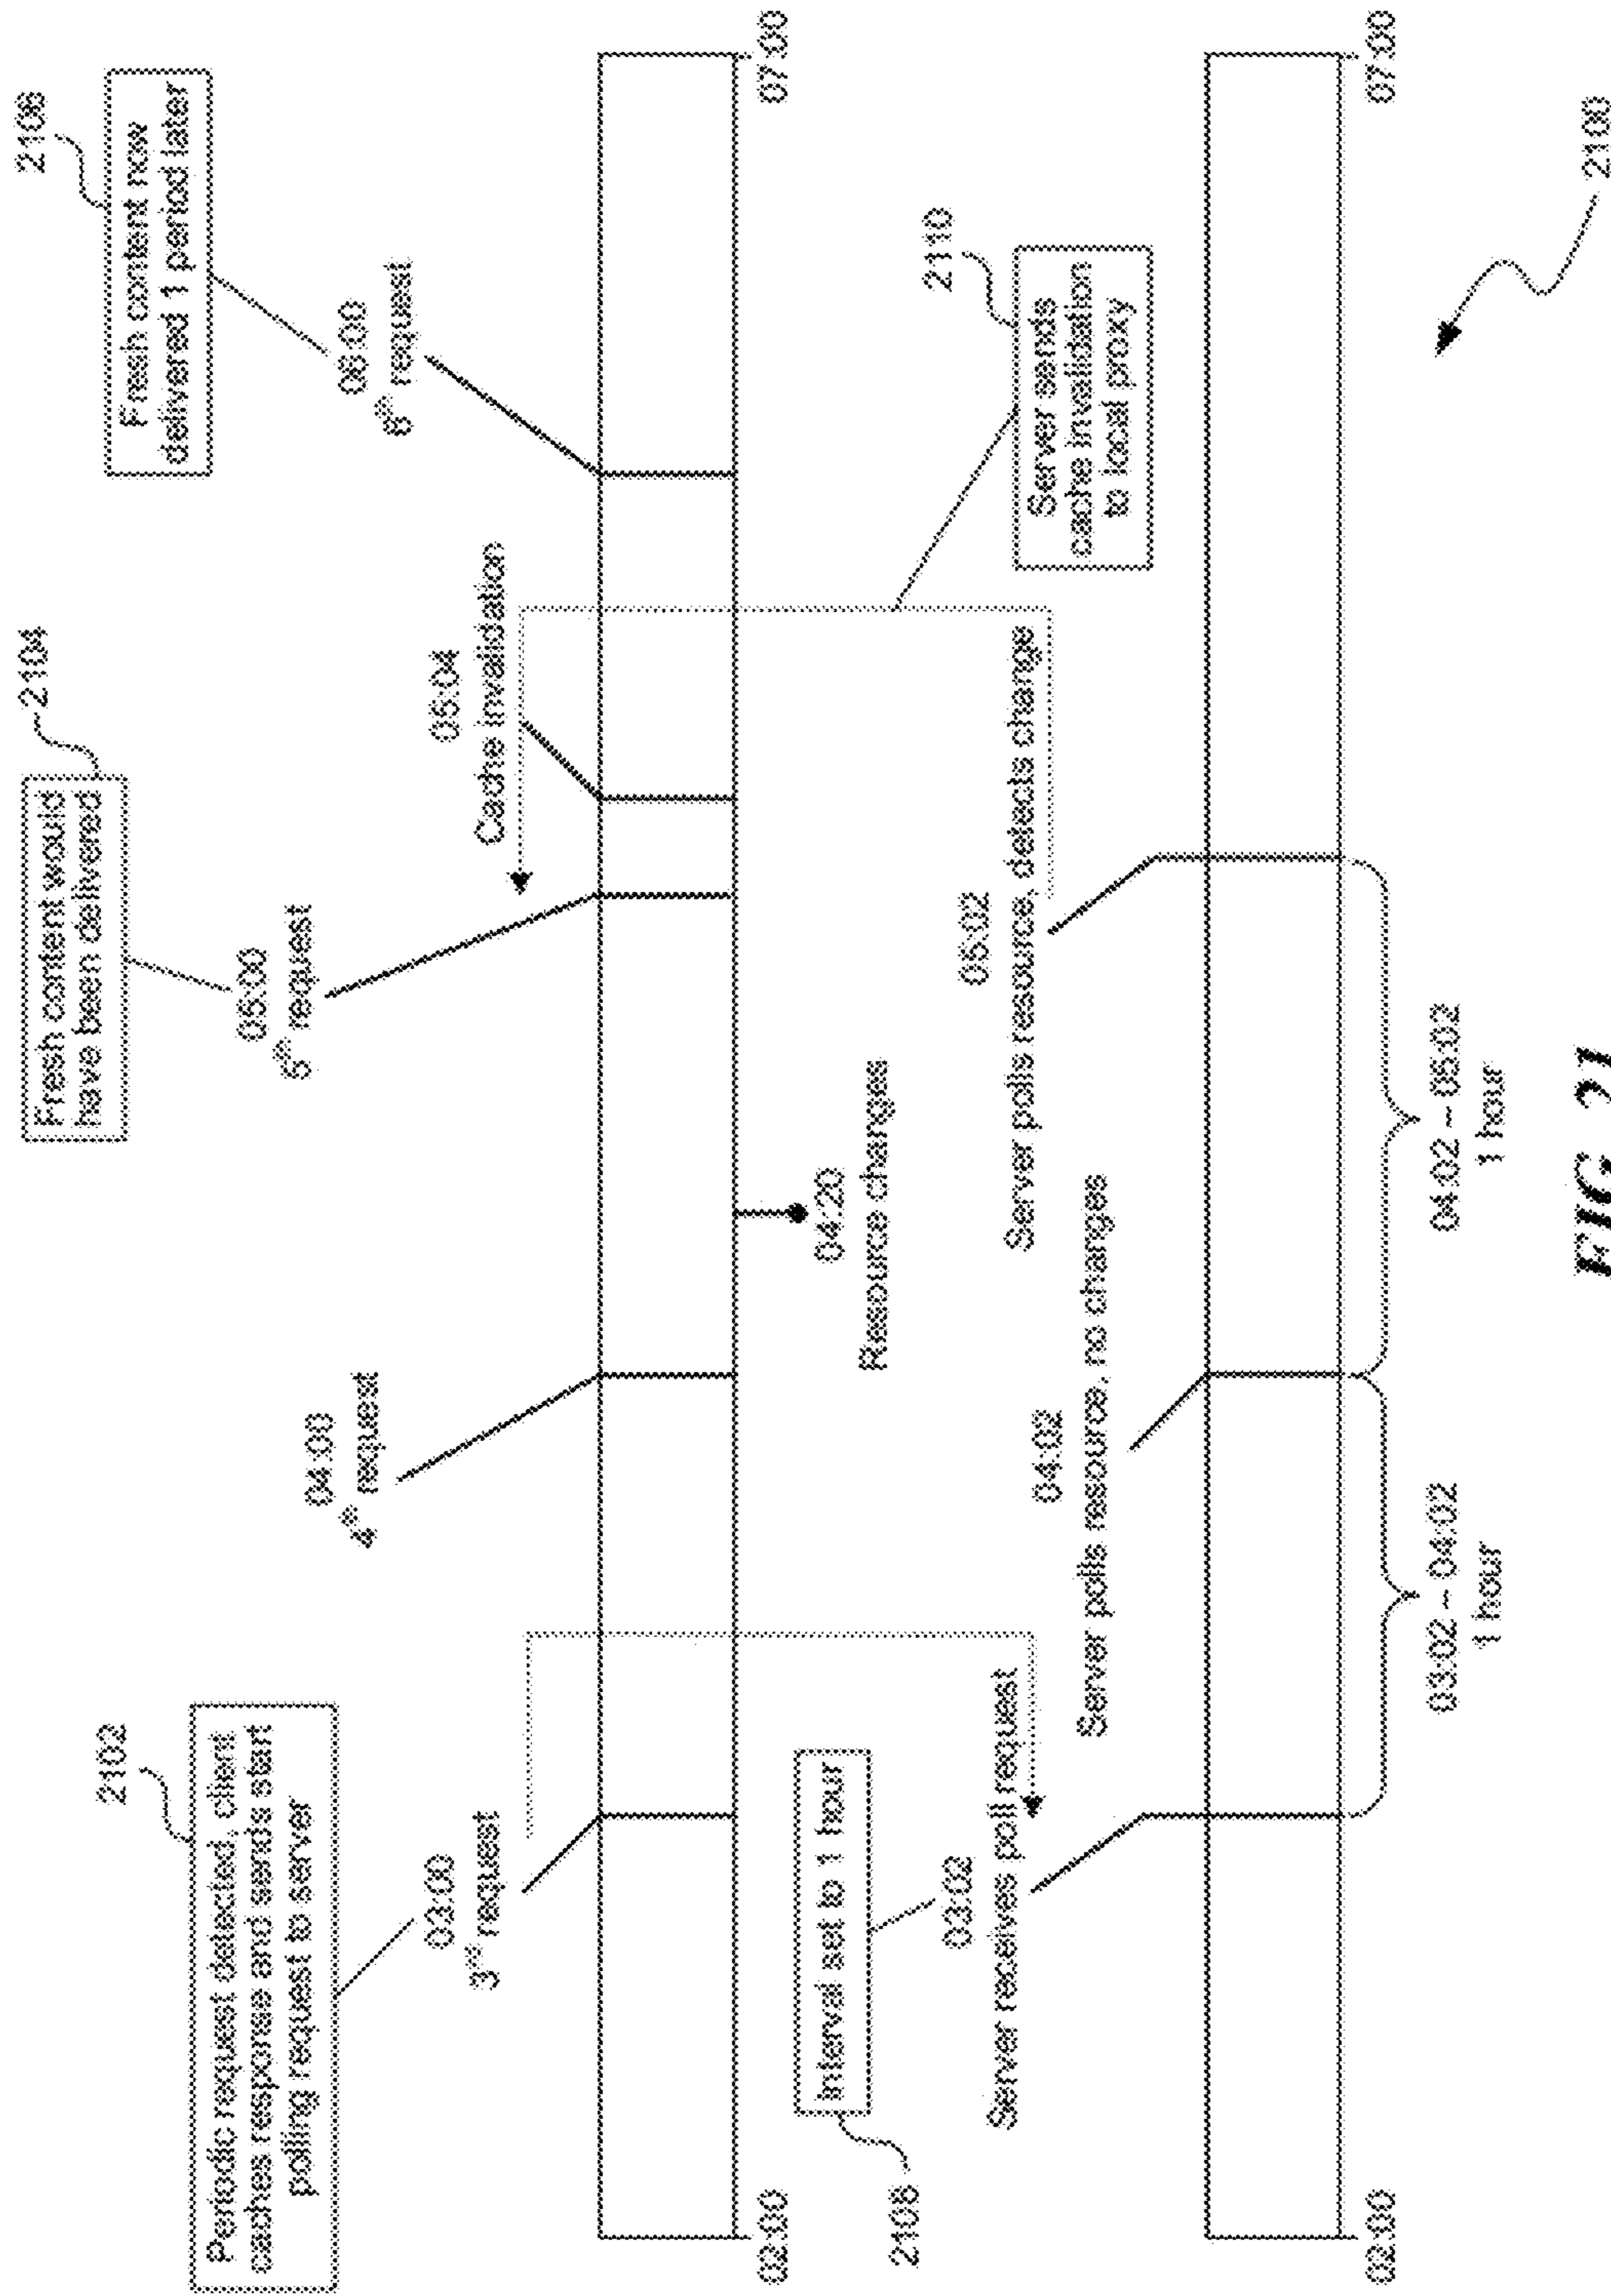 2102
Periodic request detected, client
caches response and sends start
polling request to server
2104
Fresh content would
have been delivered
2106
Fresh content now
delivered 1 period later
03:00
3rd request
04:00
4th request
05:00
5th request
05:04
Cache invalidation
06:00
6th request
02:00
07:00
04:20
Resource changes
2108
Interval set to 1 hour
03:02
Server receives poll request
04:02
Server polls resource, no changes
05:02
Server polls resource, detects change
2110
Server sends
cache invalidation
to local proxy
02:00
07:00
03:02 – 04:02
1 hour
04:02 – 05:02
1 hour
2100
FIG. 21